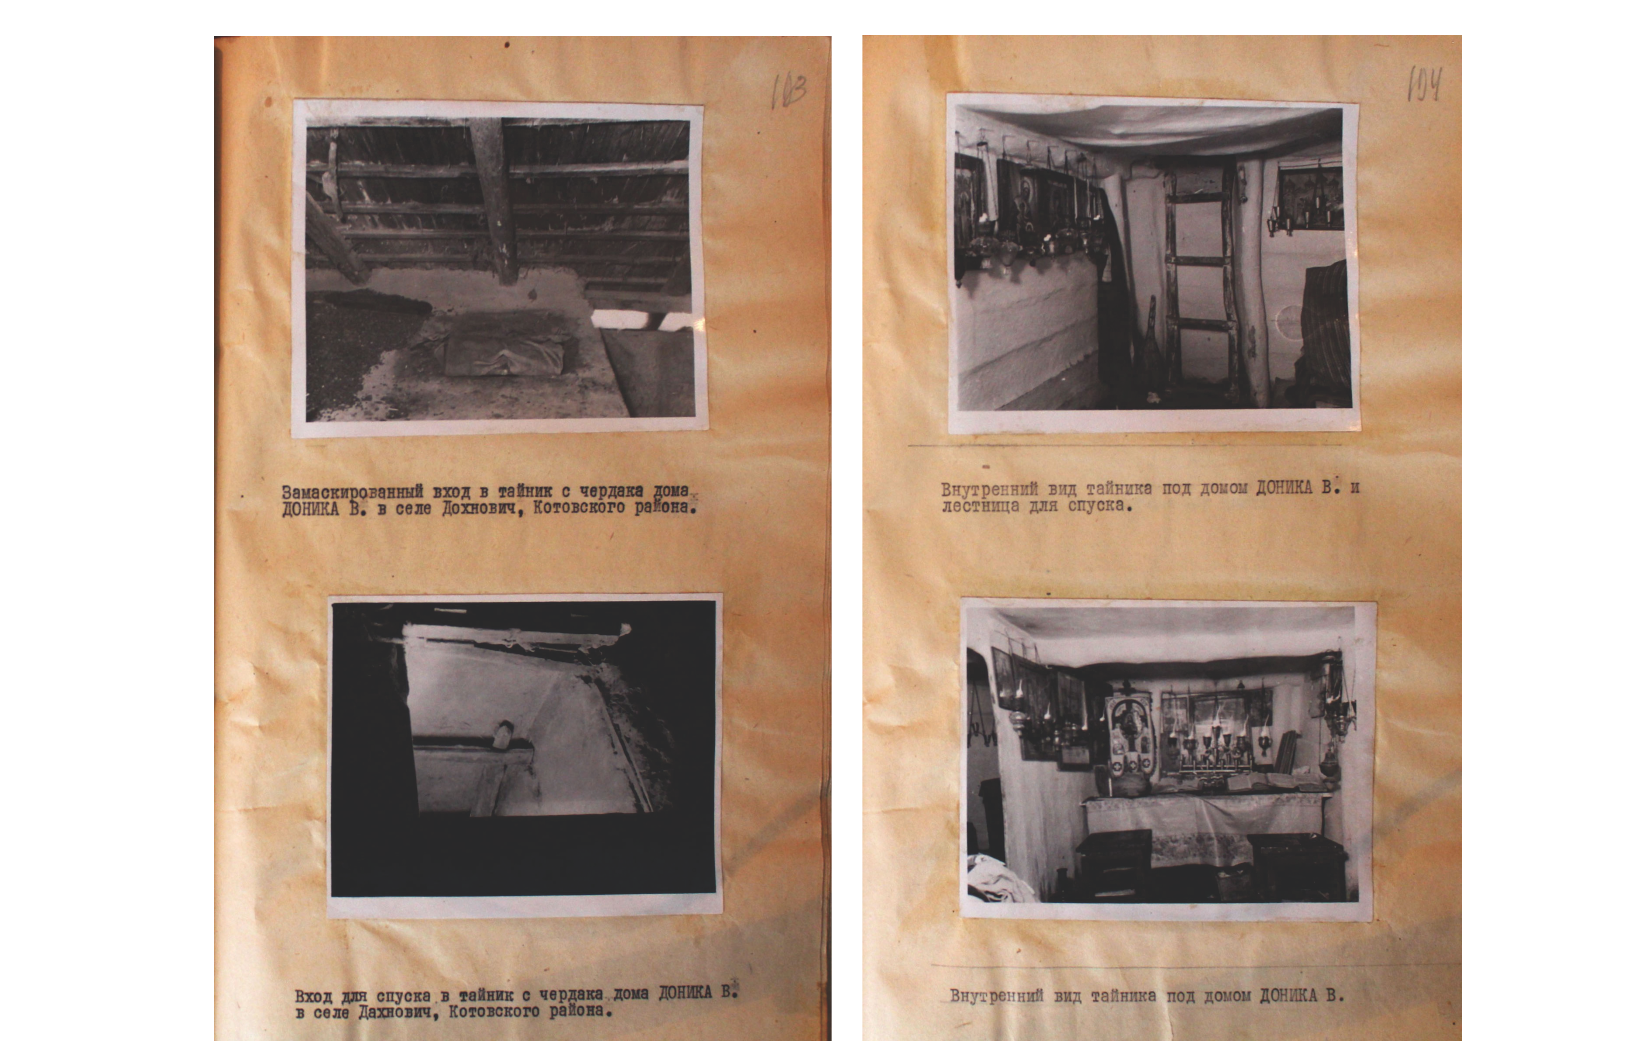 103
Замаскированный вход в тайник с чердака дома
ДОНИКА В. в селе Дохнович, Котовского района.
Вход для спуска в тайник с чердака дома ДОНИКА В.
в селе Дахнович, Котовского района.
104
Внутренний вид тайника под домом ДОНИКА В. и
лестница для спуска.
Внутренний вид тайника под домом ДОНИКА В.